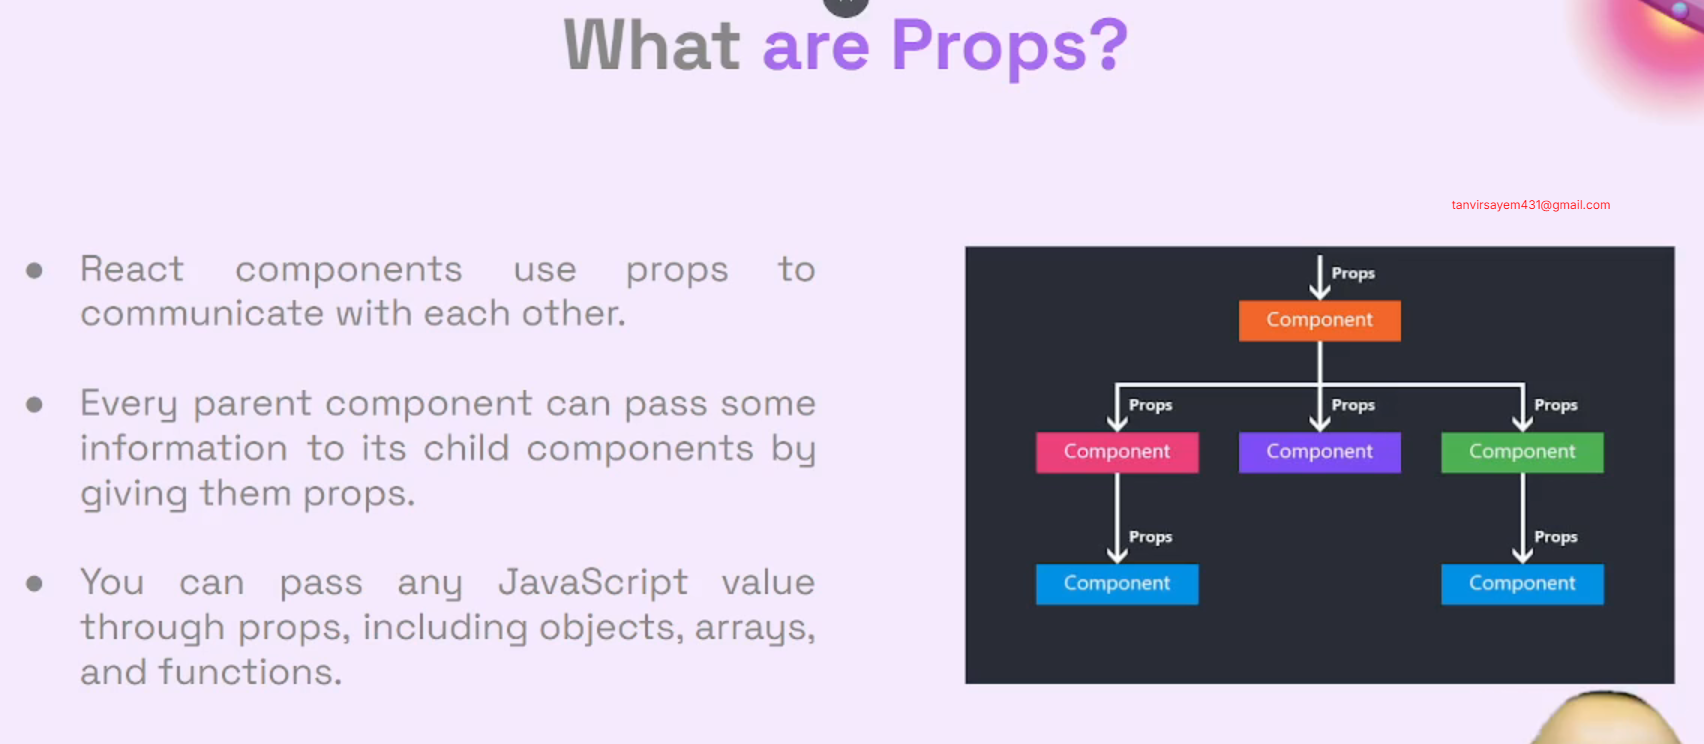 What are Props?
tanvirsayem431@gmail.com
React components use props to
communicate with each other.
Every parent component can pass some
information to its child components by
giving them props.
You can pass any JavaScript value
through props, including objects, arrays,
and functions.
Props
Component
Props Props Props
Component Component Component
Props Props
Component Component